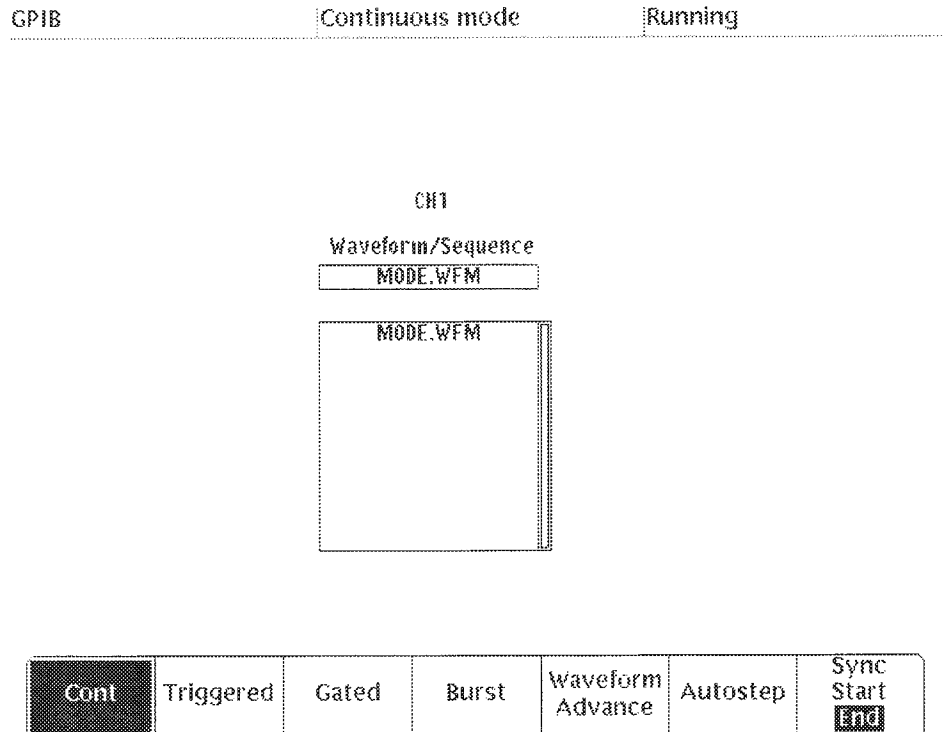 GPIB Continuous mode Running
CH1
Waveform/Sequence
MODE.WFM
MODE.WFM
Cont Triggered Gated Burst Waveform Advance Autostep Sync Start End